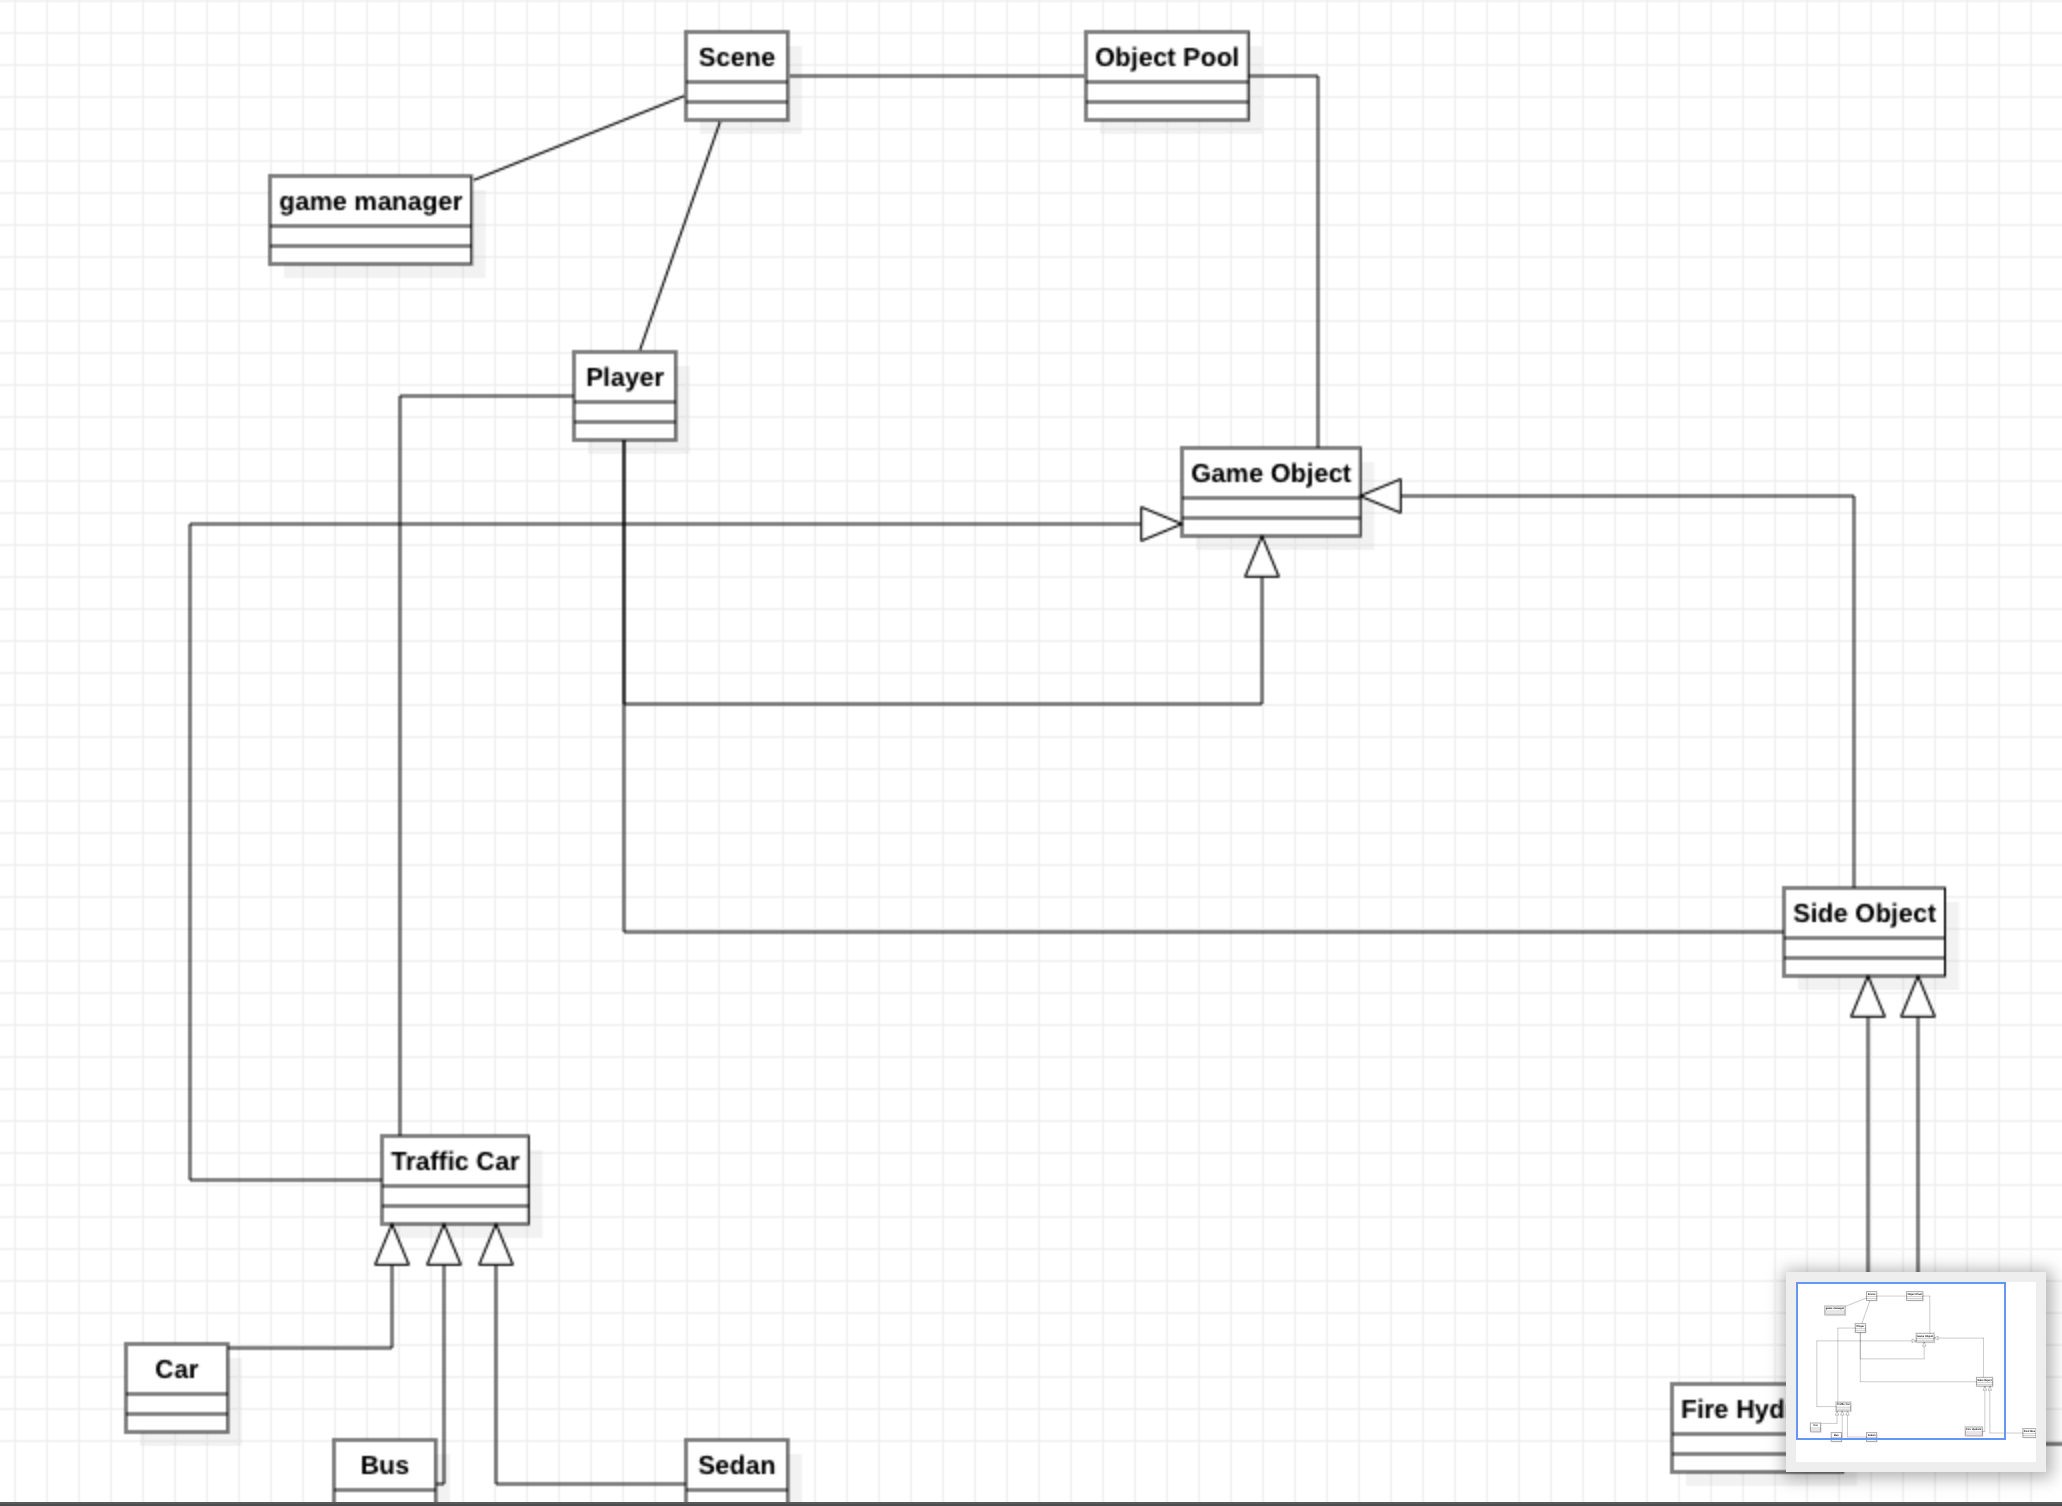 Scene
Object Pool
game manager
Player
Game Object
Side Object
Traffic Car
Car
Fire Hyd
Bus
Sedan